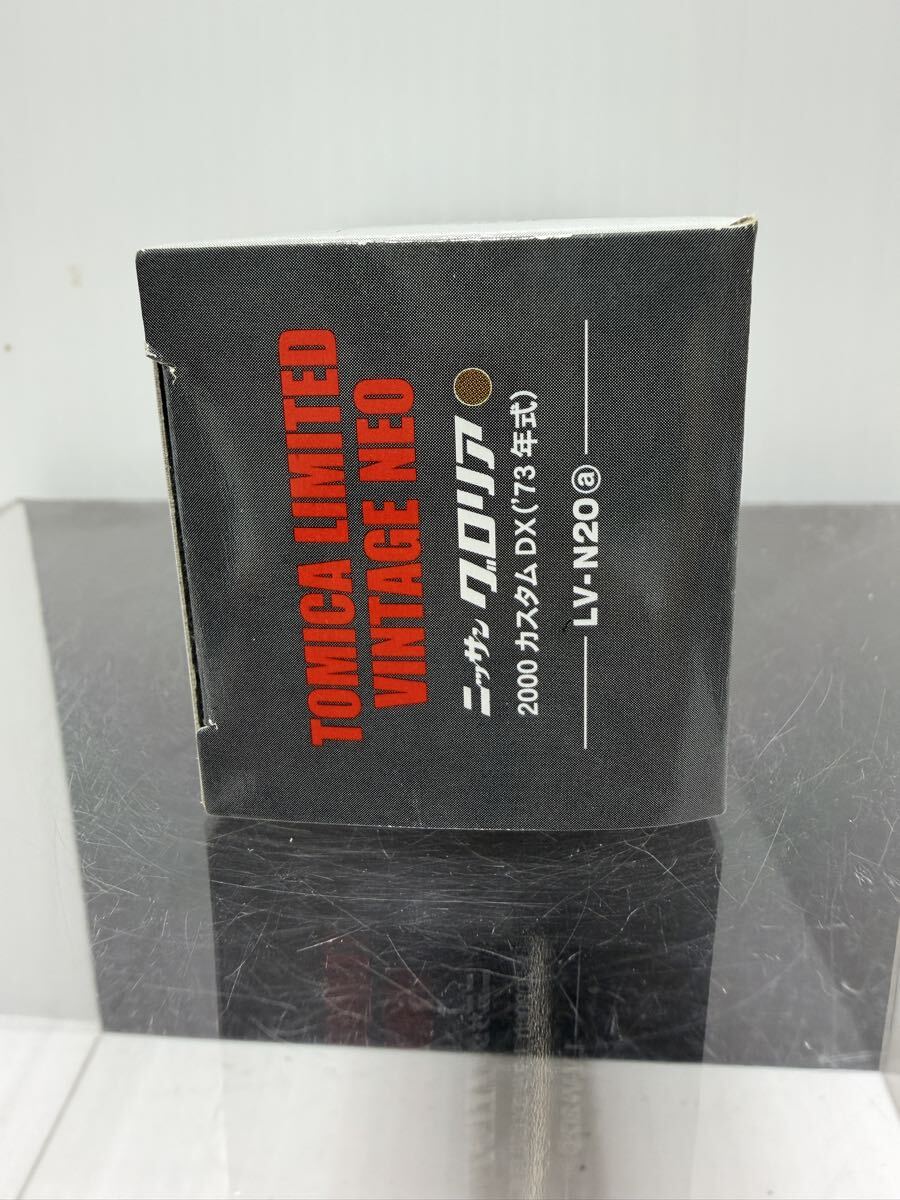 TOMICA LIMITED
VINTAGE NEO
ニッサン グロリア
2000 カスタム DX('73 年式)
LV-N20ⓐ